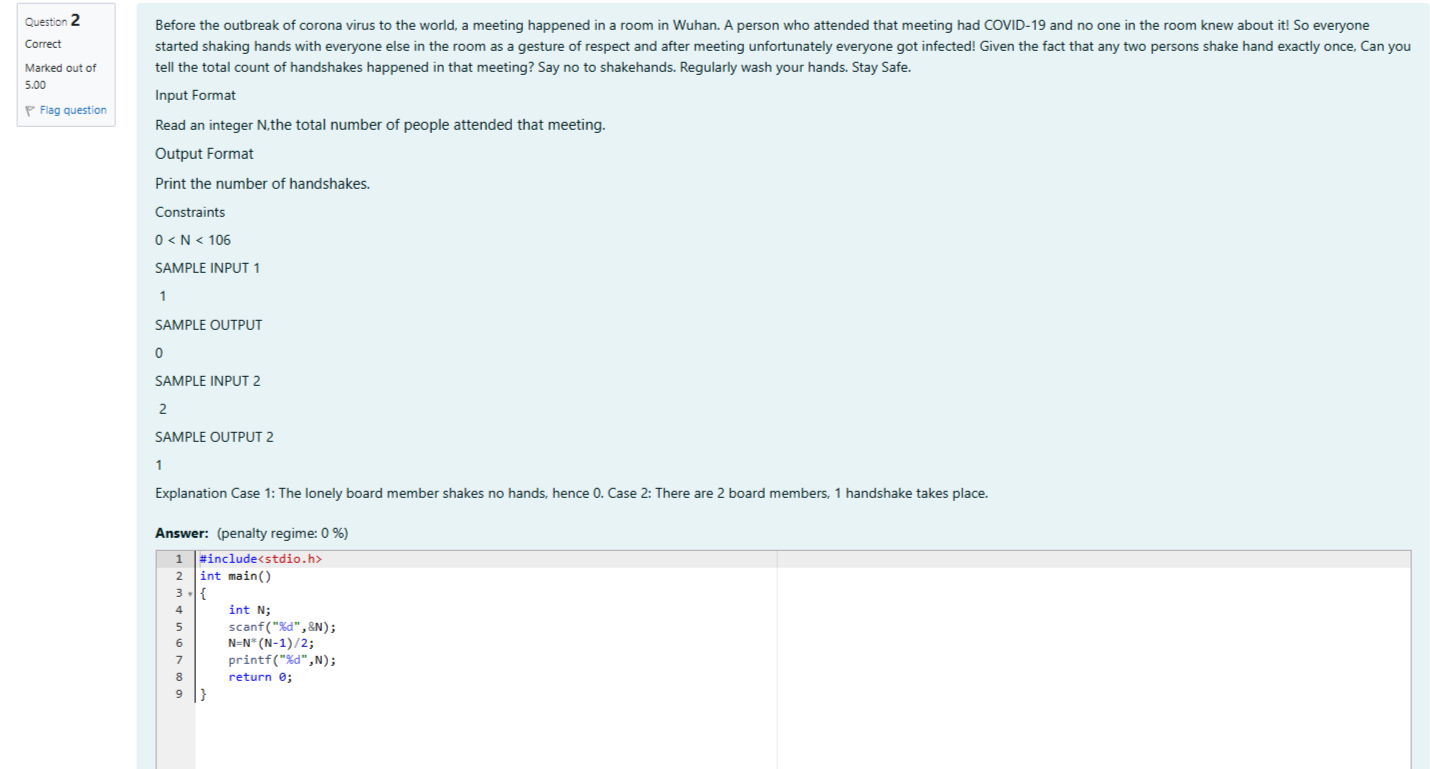 Question 2
Correct
Marked out of
5.00
Flag question
Before the outbreak of corona virus to the world, a meeting happened in a room in Wuhan. A person who attended that meeting had COVID-19 and no one in the room knew about it! So everyone
started shaking hands with everyone else in the room as a gesture of respect and after meeting unfortunately everyone got infected! Given the fact that any two persons shake hand exactly once, Can you
tell the total count of handshakes happened in that meeting? Say no to shakehands. Regularly wash your hands. Stay Safe.
Input Format
Read an integer N,the total number of people attended that meeting.
Output Format
Print the number of handshakes.
Constraints
0 < N < 106
SAMPLE INPUT 1
1
SAMPLE OUTPUT
0
SAMPLE INPUT 2
2
SAMPLE OUTPUT 2
1
Explanation Case 1: The lonely board member shakes no hands, hence 0. Case 2: There are 2 board members, 1 handshake takes place.
Answer: (penalty regime: 0 %)
1 #include<stdio.h>
2 int main()
3 {
4 int N;
5 scanf("%d",&N);
6 N=N*(N-1)/2;
7 printf("%d",N);
8 return 0;
9 }